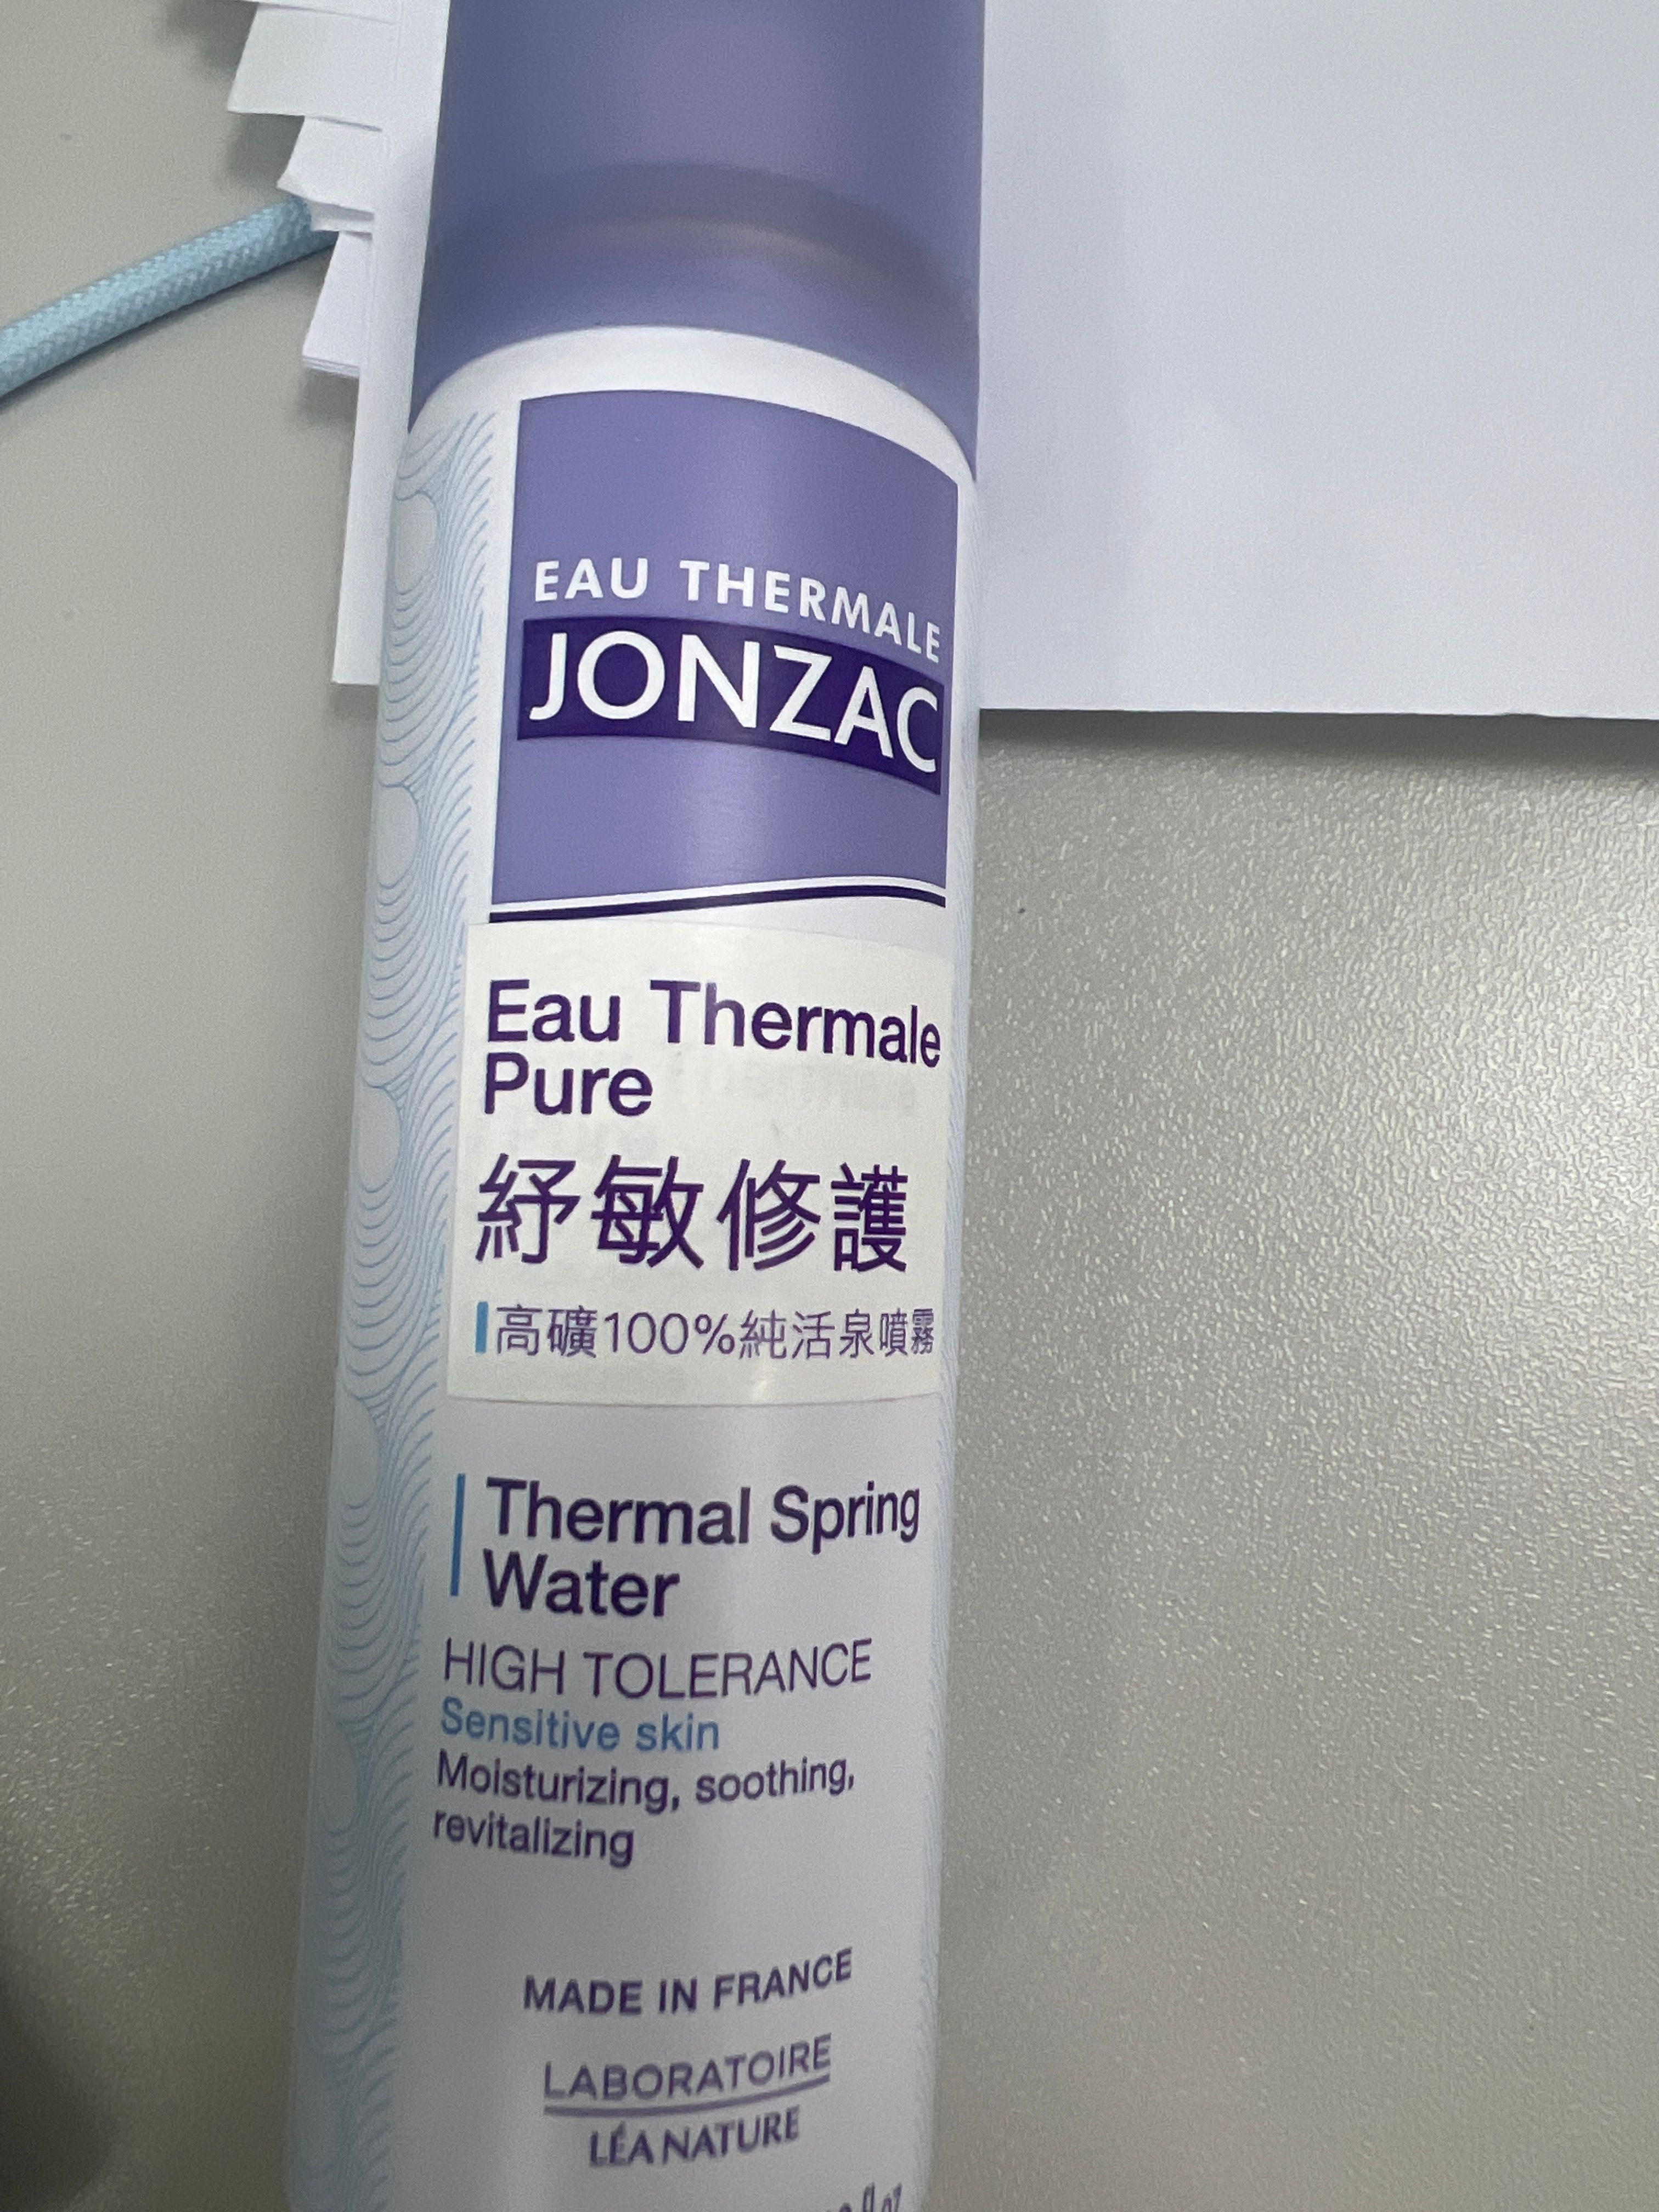 EAU THERMALE
JONZAC
Eau Thermale
Pure
紓敏修護
高礦100%純活泉噴霧
Thermal Spring
Water
HIGH TOLERANCE
Sensitive skin
Moisturizing, soothing,
revitalizing
MADE IN FRANCE
LABORATOIRE
LÉA NATURE